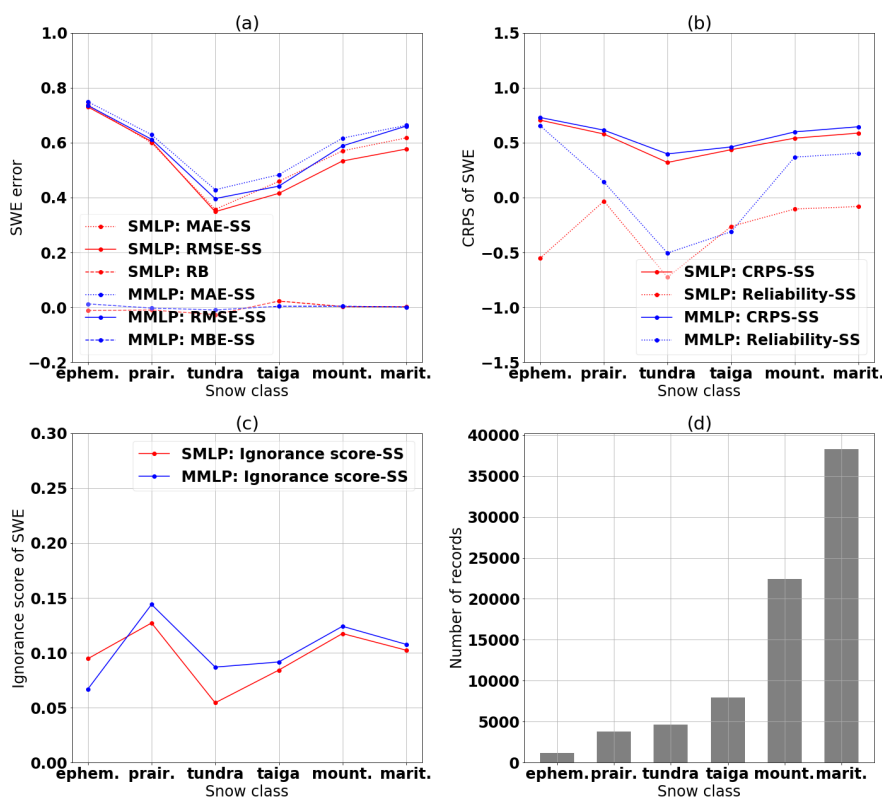 (a)
1.0
0.8
0.6
0.4
0.2
0.0
−0.2
SWE error
SMLP: MAE-SS
SMLP: RMSE-SS
SMLP: RB
MMLP: MAE-SS
MMLP: RMSE-SS
MMLP: MBE-SS
ephem. prair. tundra taiga mount. marit.
Snow class
(b)
1.5
1.0
0.5
0.0
−0.5
−1.0
−1.5
CRPS of SWE
SMLP: CRPS-SS
SMLP: Reliability-SS
MMLP: CRPS-SS
MMLP: Reliability-SS
ephem. prair. tundra taiga mount. marit.
Snow class
(c)
0.30
0.25
0.20
0.15
0.10
0.05
0.00
Ignorance score of SWE
SMLP: Ignorance score-SS
MMLP: Ignorance score-SS
ephem. prair. tundra taiga mount. marit.
Snow class
(d)
40000
35000
30000
25000
20000
15000
10000
5000
0
Number of records
ephem. prair. tundra taiga mount. marit.
Snow class